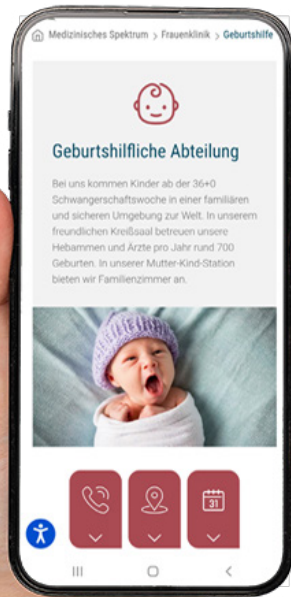 Medizinisches Spektrum > Frauenklinik > Geburtshilfe
Geburtshilfliche Abteilung
Bei uns kommen Kinder ab der 36+0
Schwangerschaftswoche in einer familiären
und sicheren Umgebung zur Welt. In unserem
freundlichen Kreißsaal betreuen unsere
Hebammen und Ärzte pro Jahr rund 700
Geburten. In unserer Mutter-Kind-Station
bieten wir Familienzimmer an.
31